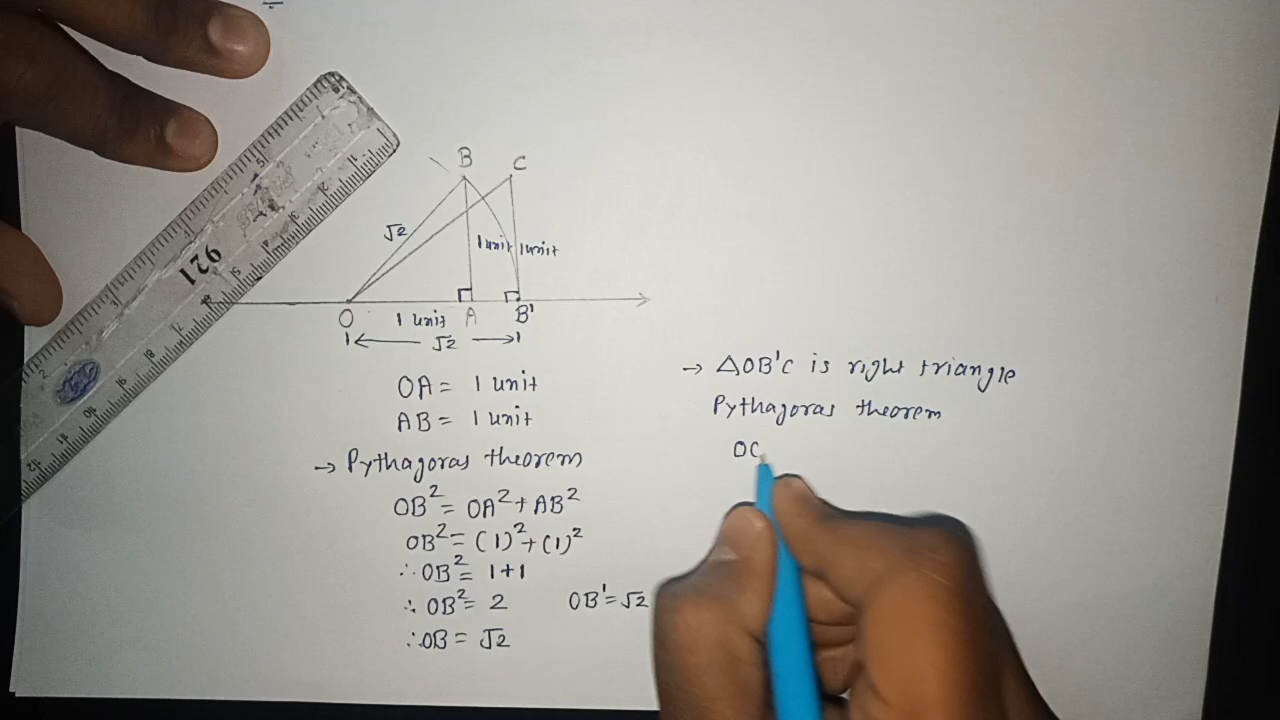 B C
√2
1 unit 1 unit
O 1 unit A B'
√2
OA = 1 unit
AB = 1 unit
→ Pythagoras theorem
OB² = OA² + AB²
OB² = (1)² + (1)²
∴ OB² = 1+1
∴ OB² = 2 OB' = √2
∴ OB = √2
→ △OB'C is right triangle
Pythagoras theorem
OC
921